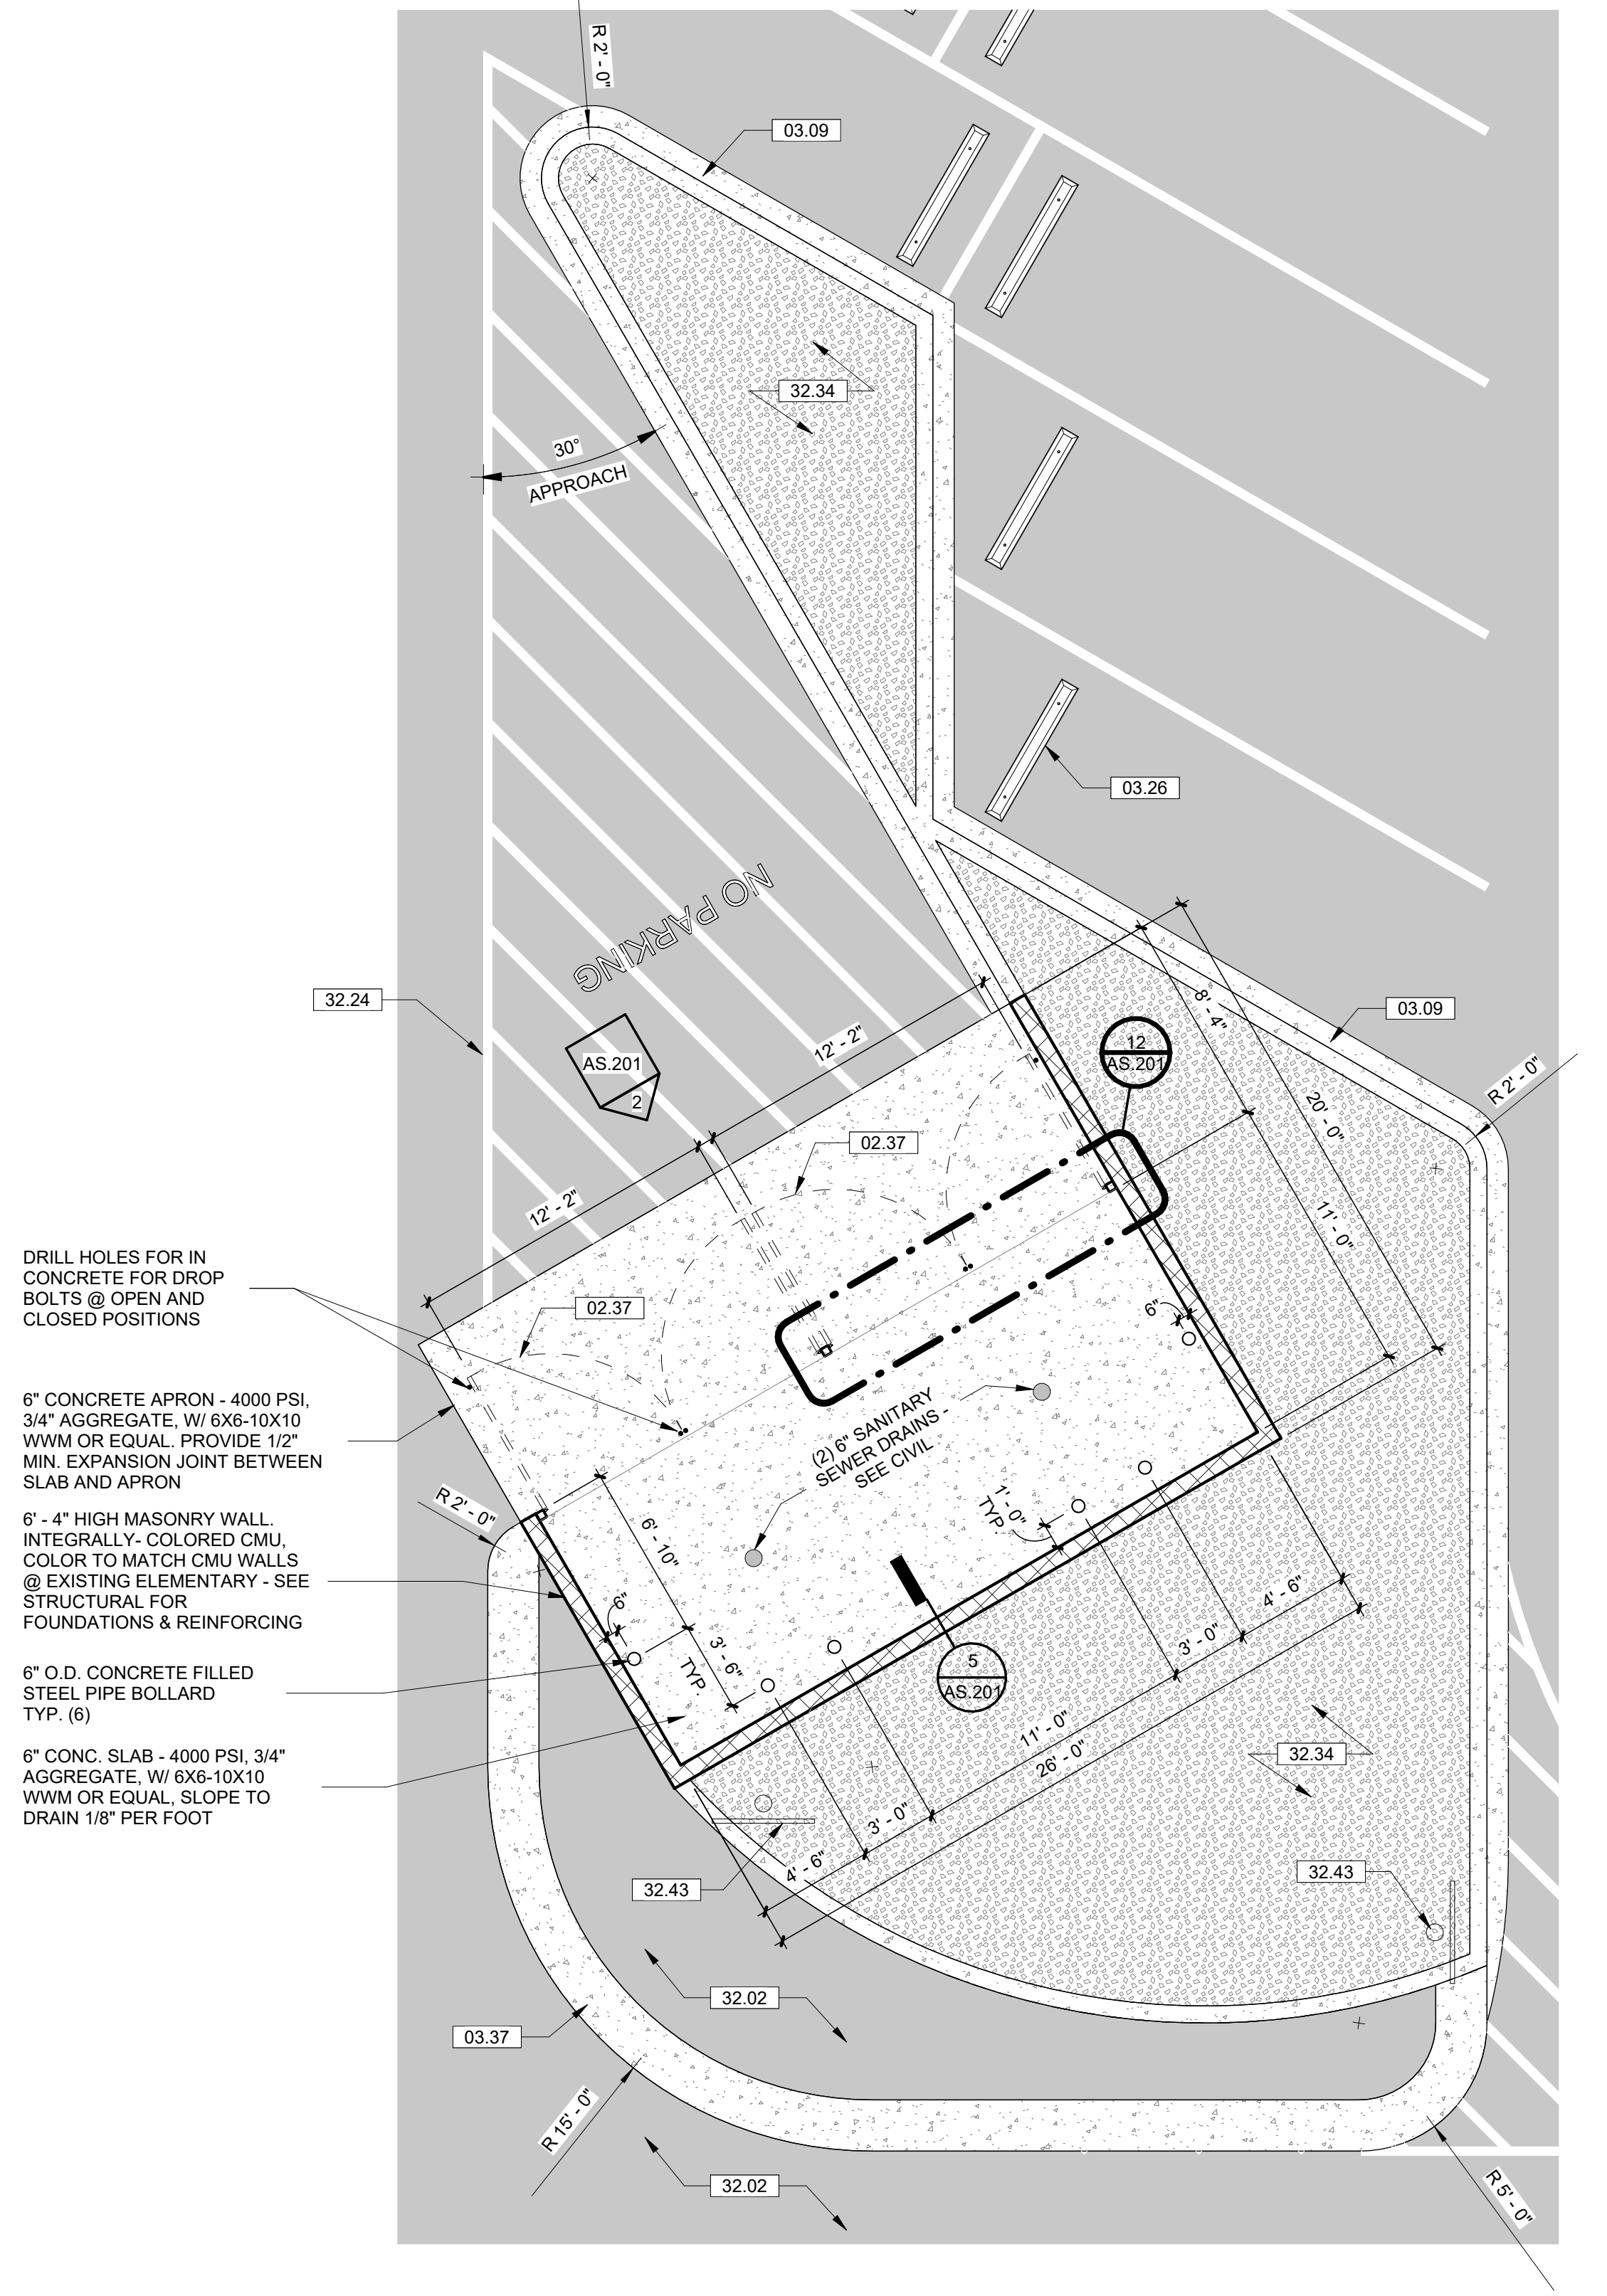 R 2' - 0"
03.09
32.34
30°
APPROACH
03.26
NO PARKING
32.24
03.09
8' - 4"
12' - 2"
12
AS.201
AS.201
2
R 2' - 0"
20' - 0"
02.37
12' - 2"
11' - 0"
DRILL HOLES FOR IN
CONCRETE FOR DROP
BOLTS @ OPEN AND
CLOSED POSITIONS
02.37
6"
6" CONCRETE APRON - 4000 PSI,
3/4" AGGREGATE, W/ 6X6-10X10
WWM OR EQUAL. PROVIDE 1/2"
MIN. EXPANSION JOINT BETWEEN
SLAB AND APRON
(2) 6" SANITARY
SEWER DRAINS -
SEE CIVIL
R 2' - 0"
1' - 0"
TYP.
6' - 4" HIGH MASONRY WALL.
INTEGRALLY- COLORED CMU,
COLOR TO MATCH CMU WALLS
@ EXISTING ELEMENTARY - SEE
STRUCTURAL FOR
FOUNDATIONS & REINFORCING
6' - 10"
6"
4' - 6"
3' - 0"
3' - 6"
TYP
5
AS.201
6" O.D. CONCRETE FILLED
STEEL PIPE BOLLARD
TYP. (6)
11' - 0"
26' - 0"
32.34
6" CONC. SLAB - 4000 PSI, 3/4"
AGGREGATE, W/ 6X6-10X10
WWM OR EQUAL, SLOPE TO
DRAIN 1/8" PER FOOT
3' - 0"
4' - 6"
32.43
32.43
32.02
03.37
R 15' - 0"
32.02
R 5' - 0"